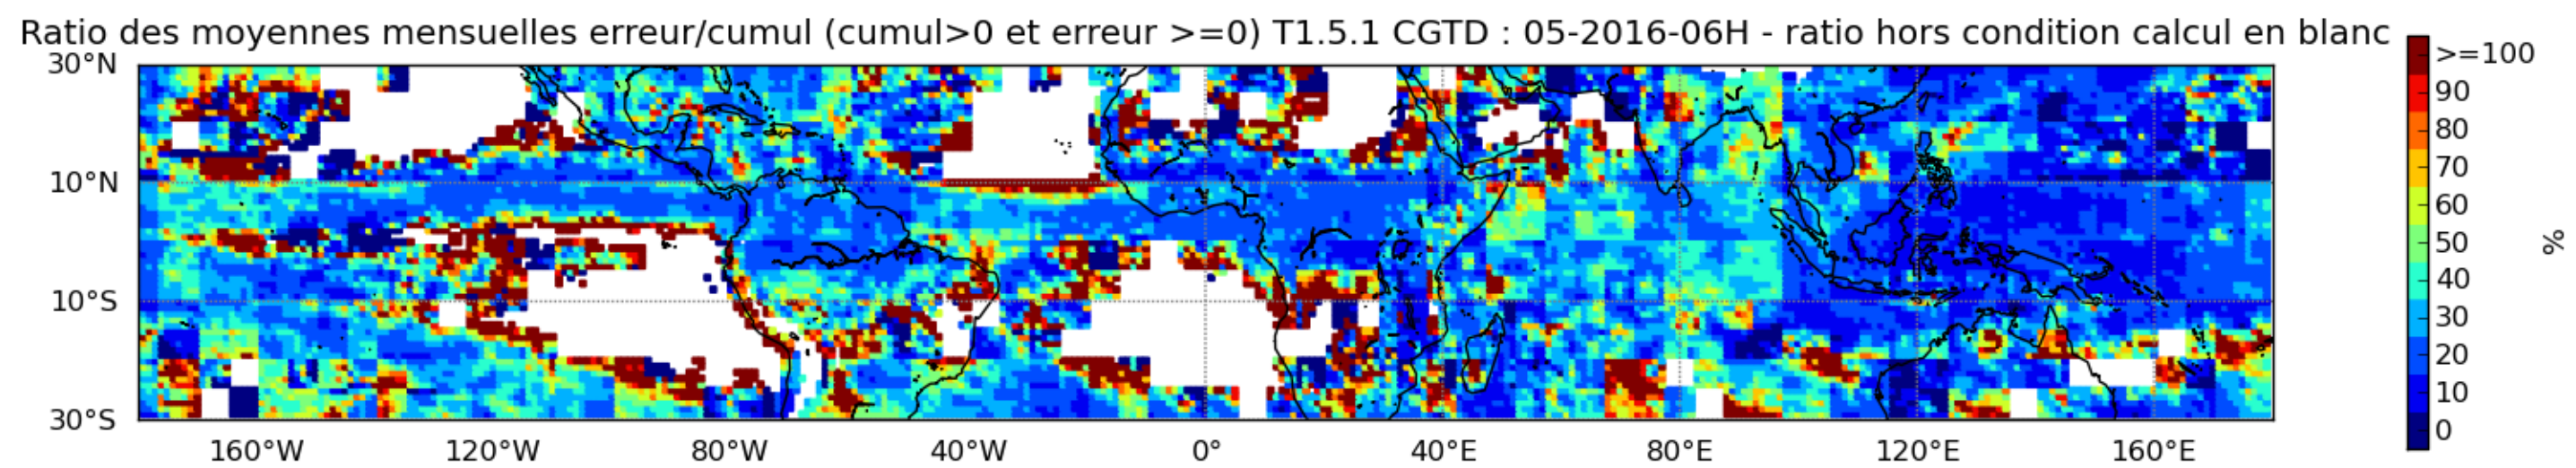 Ratio des moyennes mensuelles erreur/cumul (cumul>0 et erreur >=0) T1.5.1 CGTD : 05-2016-06H - ratio hors condition calcul en blanc
30°N
10°N
10°S
30°S
160°W 120°W 80°W 40°W 0° 40°E 80°E 120°E 160°E
>=100
90
80
70
60
50
40
30
20
10
0
%